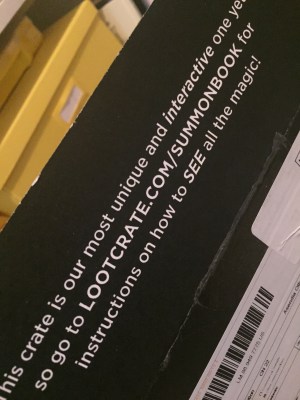 his crate is our most unique and interactive one ye
so go to LOOTCRATE.COM/SUMMONBOOK for
instructions on how to SEE all the magic!